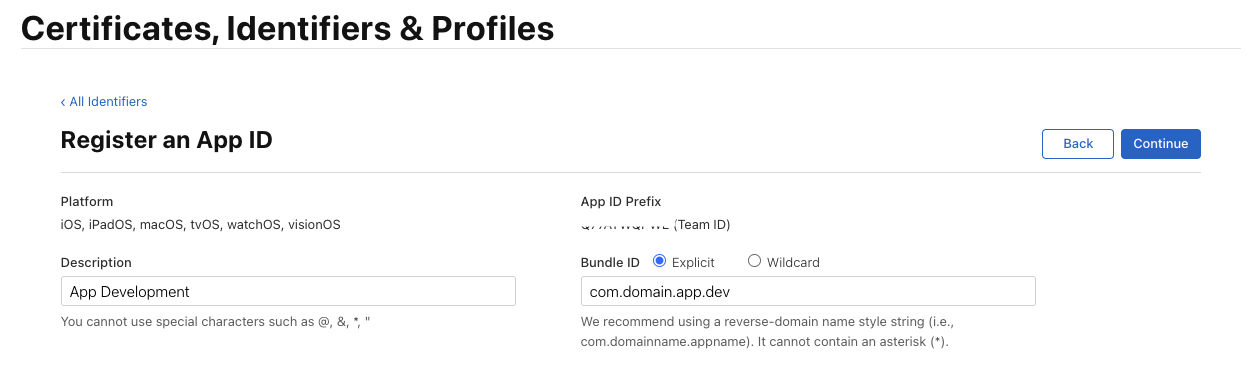 Certificates, Identifiers & Profiles
‹ All Identifiers
Register an App ID
Back
Continue
Platform
iOS, iPadOS, macOS, tvOS, watchOS, visionOS
App ID Prefix
(Team ID)
Description
App Development
You cannot use special characters such as @, &, *, "
Bundle ID Explicit Wildcard
com.domain.app.dev
We recommend using a reverse-domain name style string (i.e.,
com.domainname.appname). It cannot contain an asterisk (*).